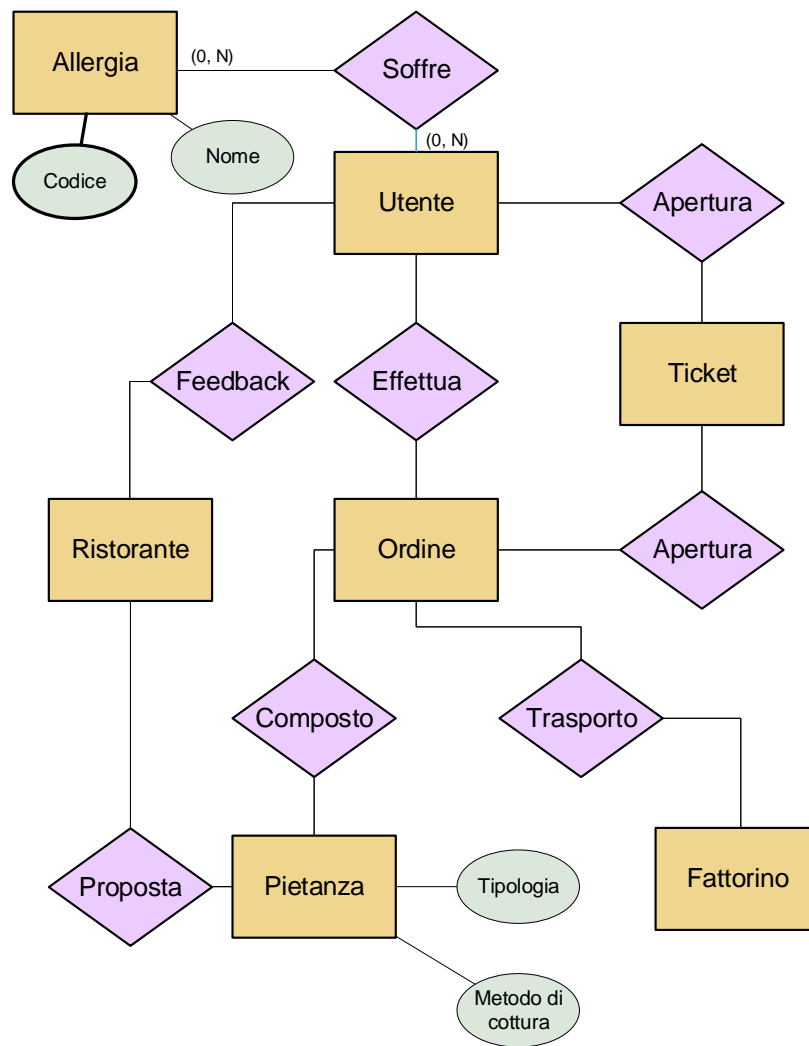 Allergia
(0, N)
Soffre
Codice
Nome
(0, N)
Utente
Apertura
Feedback
Effettua
Ticket
Ristorante
Ordine
Apertura
Composto
Trasporto
Proposta
Pietanza
Tipologia
Fattorino
Metodo di
cottura